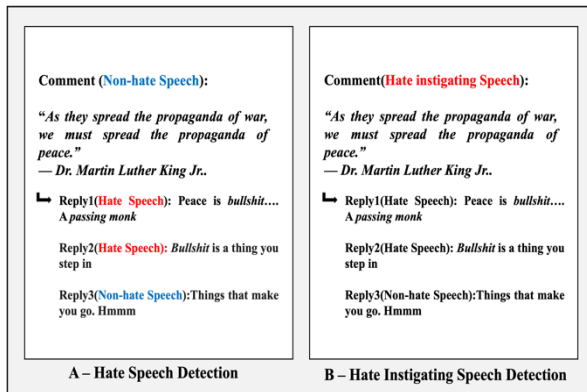 Comment (Non-hate Speech):
“As they spread the propaganda of war,
we must spread the propaganda of
peace.”
— Dr. Martin Luther King Jr..
Reply1(Hate Speech): Peace is bullshit….
A passing monk
Reply2(Hate Speech): Bullshit is a thing you
step in
Reply3(Non-hate Speech):Things that make
you go. Hmmm
A – Hate Speech Detection
Comment(Hate instigating Speech):
“As they spread the propaganda of war,
we must spread the propaganda of
peace.”
— Dr. Martin Luther King Jr..
Reply1(Hate Speech): Peace is bullshit….
A passing monk
Reply2(Hate Speech): Bullshit is a thing you
step in
Reply3(Non-hate Speech):Things that make
you go. Hmmm
B – Hate Instigating Speech Detection